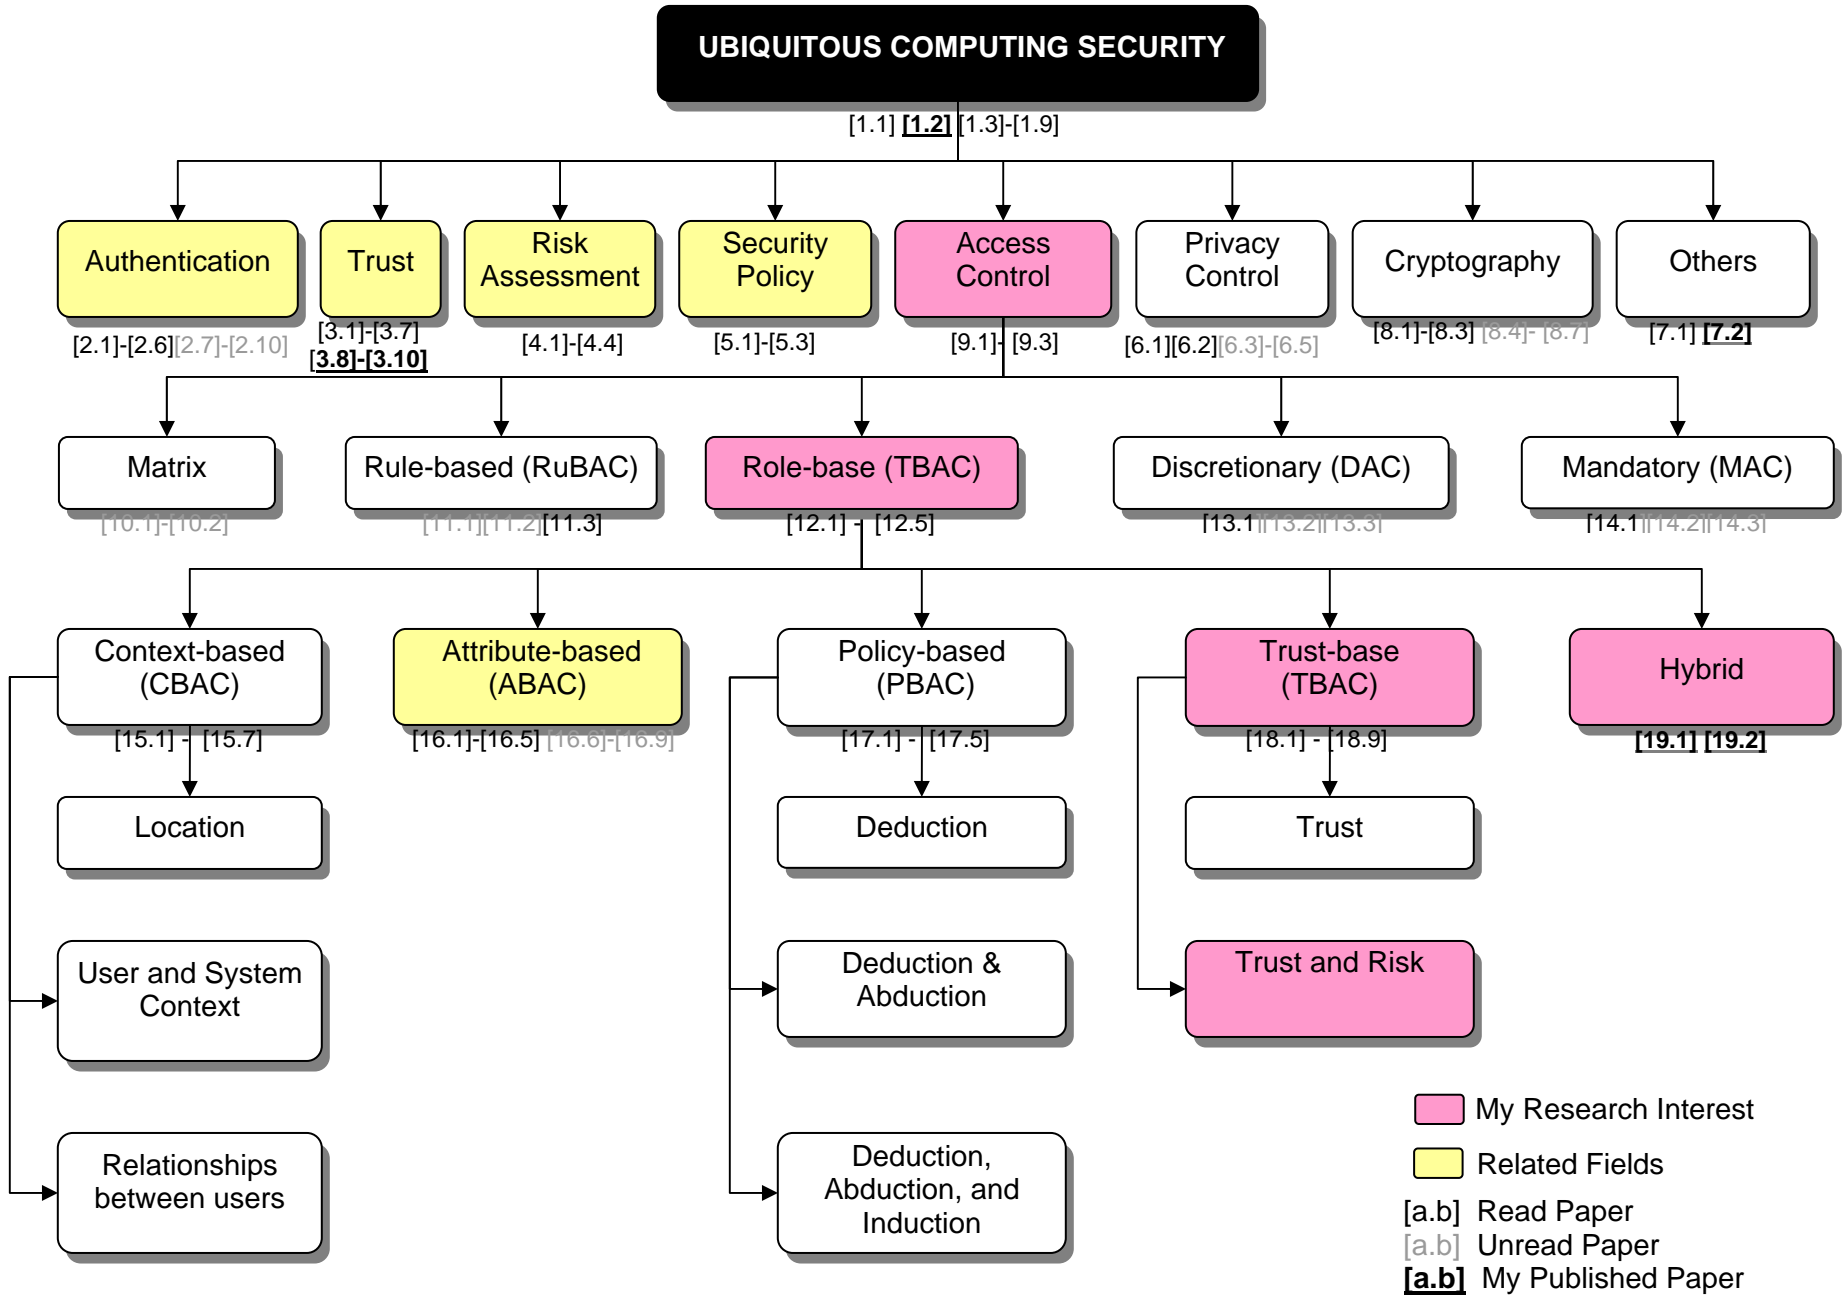 UBIQUITOUS COMPUTING SECURITY
[1.1] [1.2] [1.3]-[1.9]
Authentication
Trust
Risk
Assessment
Security
Policy
Access
Control
Privacy
Control
Cryptography
Others
[2.1]-[2.6][2.7]-[2.10]
[3.1]-[3.7]
[3.8]-[3.10]
[4.1]-[4.4]
[5.1]-[5.3]
[9.1]- [9.3]
[6.1][6.2][6.3]-[6.5]
[8.1]-[8.3] [8.4]- [8.7]
[7.1] [7.2]
Matrix
Rule-based (RuBAC)
Role-base (TBAC)
Discretionary (DAC)
Mandatory (MAC)
[10.1]-[10.2]
[11.1][11.2][11.3]
[12.1] - [12.5]
[13.1][13.2][13.3]
[14.1][14.2][14.3]
Context-based
(CBAC)
Attribute-based
(ABAC)
Policy-based
(PBAC)
Trust-base
(TBAC)
Hybrid
[15.1] - [15.7]
[16.1]-[16.5] [16.6]-[16.9]
[17.1] - [17.5]
[18.1] - [18.9]
[19.1] [19.2]
Location
Deduction
Trust
User and System
Context
Deduction &
Abduction
Trust and Risk
Relationships
between users
Deduction,
Abduction, and
Induction
My Research Interest
Related Fields
[a.b] Read Paper
[a.b] Unread Paper
[a.b] My Published Paper